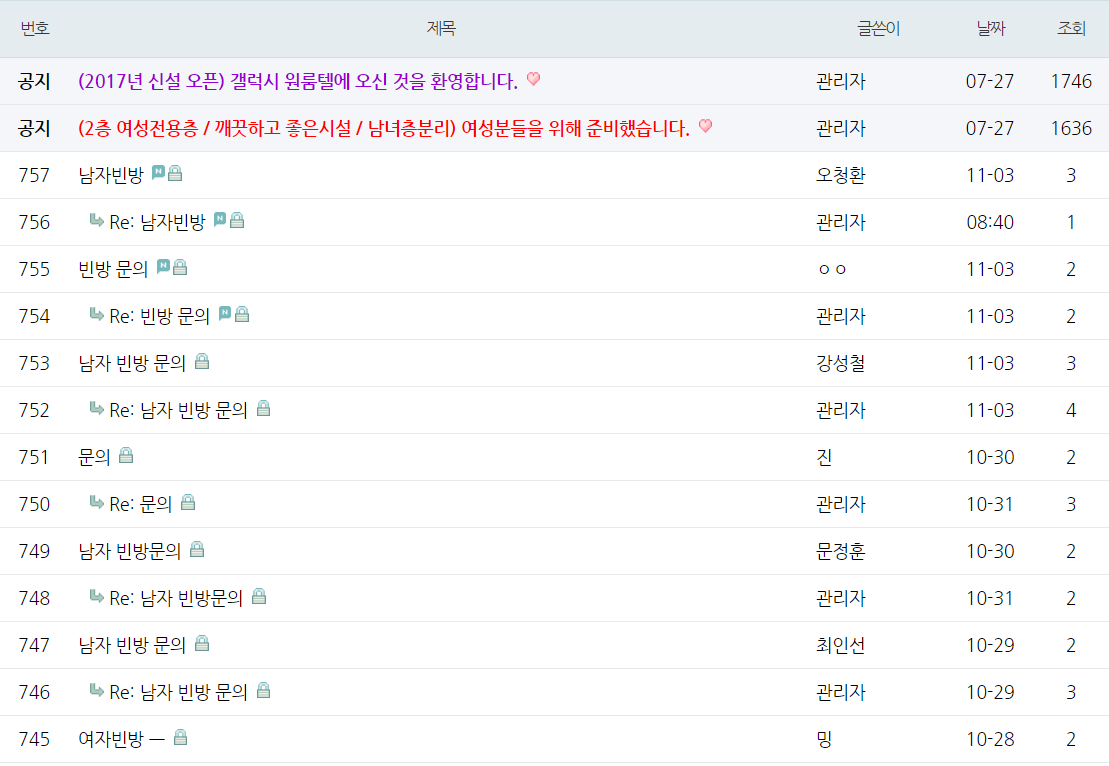 번호 제목 글쓴이 날짜 조회
공지 (2017년 신설 오픈) 갤럭시 원룸텔에 오신 것을 환영합니다. 관리자 07-27 1746
공지 (2층 여성전용층 / 깨끗하고 좋은시설 / 남녀층분리) 여성분들을 위해 준비했습니다. 관리자 07-27 1636
757 남자빈방 N 오청환 11-03 3
756 Re: 남자빈방 N 관리자 08:40 1
755 빈방 문의 N ㅇㅇ 11-03 2
754 Re: 빈방 문의 N 관리자 11-03 2
753 남자 빈방 문의 강성철 11-03 3
752 Re: 남자 빈방 문의 관리자 11-03 4
751 문의 진 10-30 2
750 Re: 문의 관리자 10-31 3
749 남자 빈방문의 문정훈 10-30 2
748 Re: 남자 빈방문의 관리자 10-31 2
747 남자 빈방 문의 최인선 10-29 2
746 Re: 남자 빈방 문의 관리자 10-29 3
745 여자빈방 ㅡ 밍 10-28 2